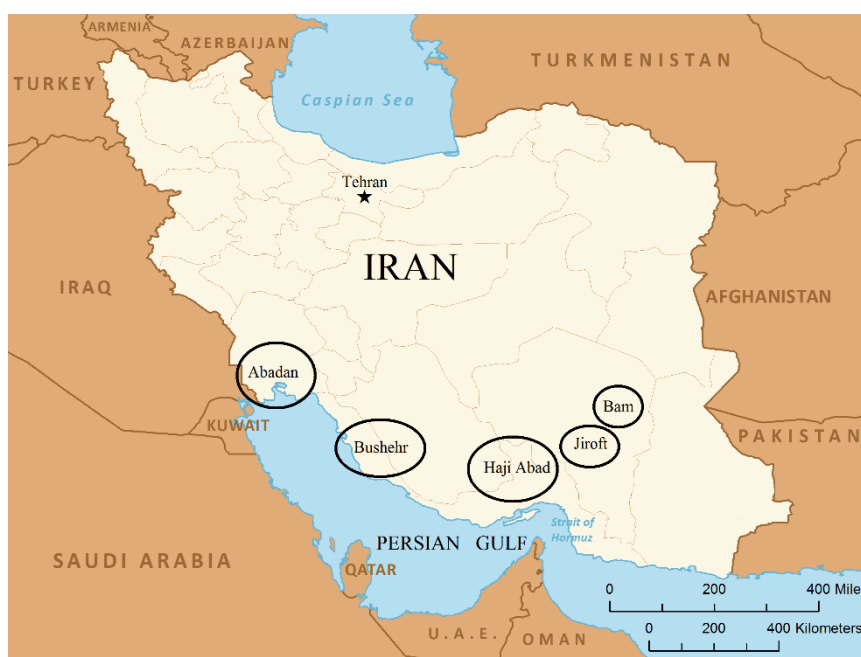 ARMENIA
AZERBAIJAN
TURKMENISTAN
TURKEY
Caspian Sea
Tehran
IRAN
IRAQ
AFGHANISTAN
Abadan
Bam
KUWAIT
Bushehr
Jiroft
PAKISTAN
Haji Abad
Strait of
Hormuz
PERSIAN GULF
SAUDI ARABIA
QATAR
0 200 400 Mile
0 200 400 Kilometers
U.A.E.
OMAN